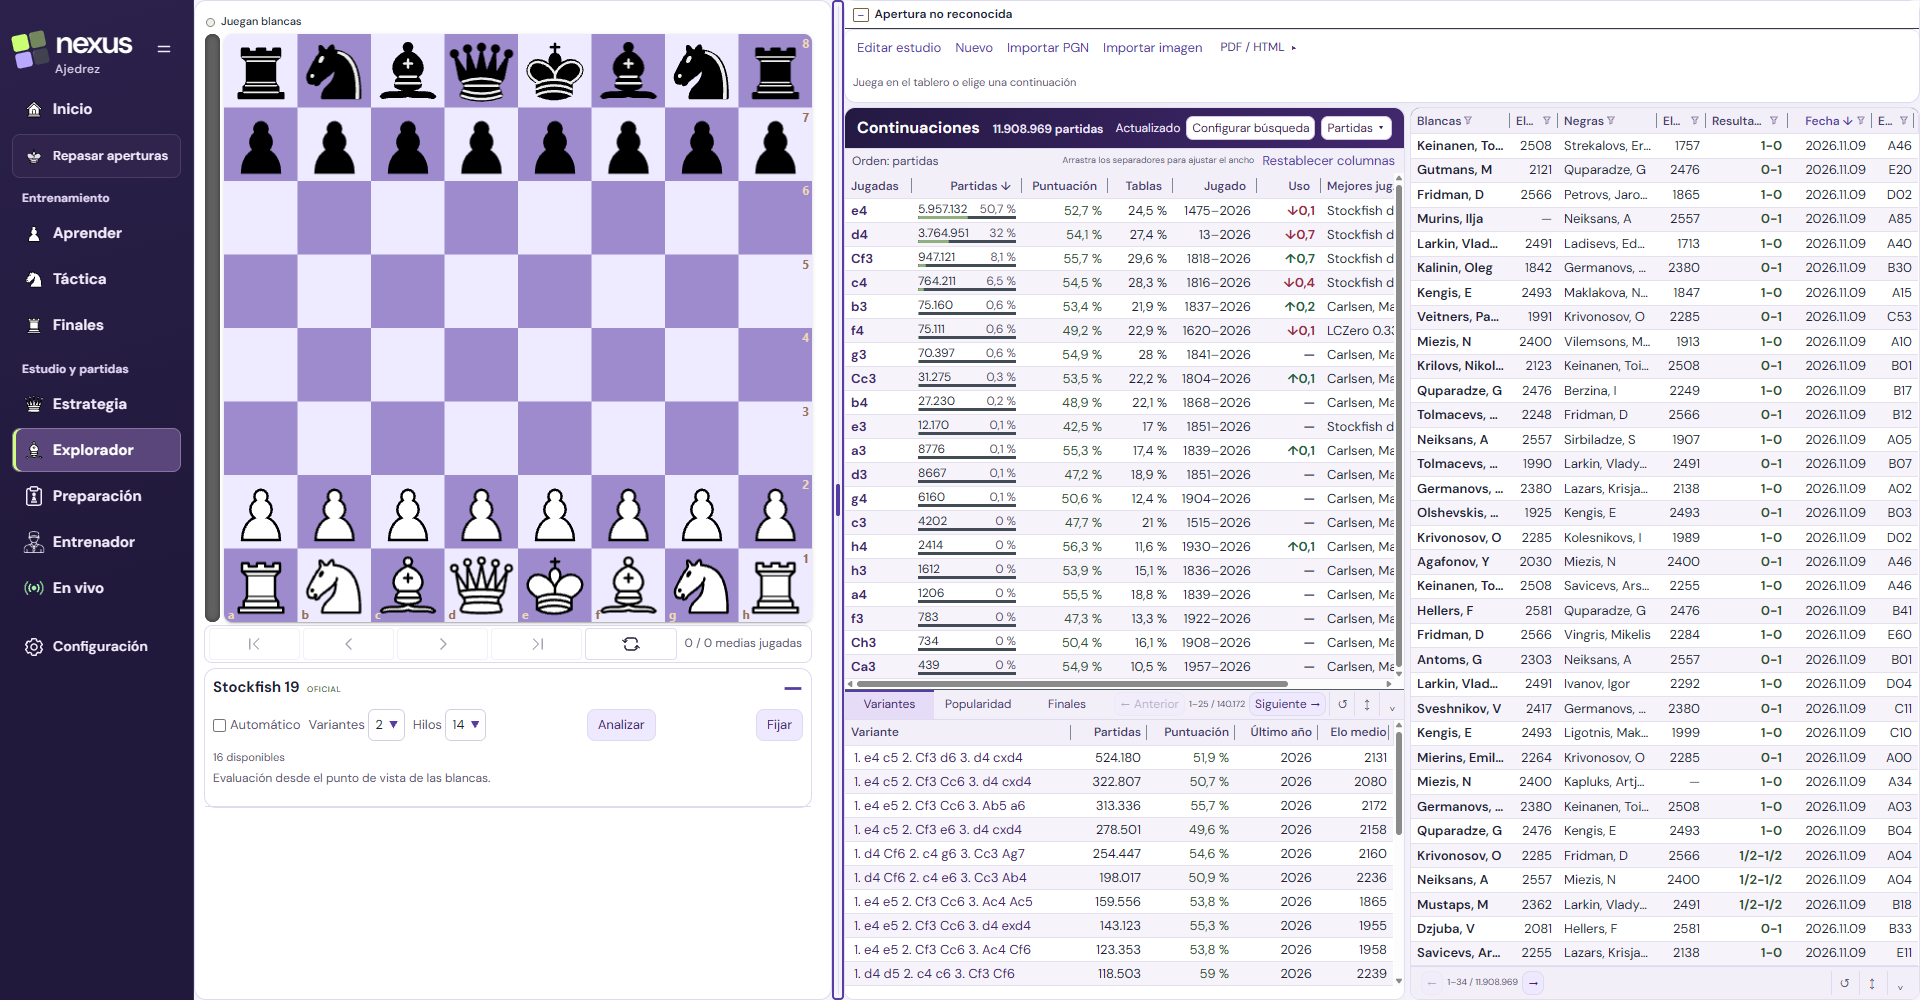 nexus
Ajedrez
Inicio
Repasar aperturas
Entrenamiento
Aprender
Táctica
Finales
Estudio y partidas
Estrategia
Explorador
Preparación
Entrenador
En vivo
Configuración
Juegan blancas
8
7
6
5
4
3
2
1
a b c d e f g h
0 / 0 medias jugadas
Stockfish 19 OFICIAL
Automático Variantes 2 Hilos 14 Analizar Fijar
16 disponibles
Evaluación desde el punto de vista de las blancas.
Apertura no reconocida
Editar estudio Nuevo Importar PGN Importar imagen PDF / HTML
Juega en el tablero o elige una continuación
Continuaciones 11.908.969 partidas Actualizado Configurar búsqueda Partidas
Orden: partidas Arrastra los separadores para ajustar el ancho Restablecer columnas
Jugadas Partidas ↓ Puntuación Tablas Jugado Uso Mejores jug
e4 5.957.132 50,7 % 52,7 % 24,5 % 1475–2026 ↓0,1 Stockfish d
d4 3.764.951 32 % 54,1 % 27,4 % 13–2026 ↓0,7 Stockfish d
Cf3 947.121 8,1 % 55,7 % 29,6 % 1818–2026 ↑0,7 Stockfish d
c4 764.211 6,5 % 54,5 % 28,3 % 1816–2026 ↓0,4 Stockfish d
b3 75.160 0,6 % 53,4 % 21,9 % 1837–2026 ↑0,2 Carlsen, Ma
f4 75.111 0,6 % 49,2 % 22,9 % 1620–2026 ↓0,1 LCZero 0.33
g3 70.397 0,6 % 54,9 % 28 % 1841–2026 — Carlsen, Ma
Cc3 31.275 0,3 % 53,5 % 22,2 % 1804–2026 ↑0,1 Carlsen, Ma
b4 27.230 0,2 % 48,9 % 22,1 % 1868–2026 — Carlsen, Ma
e3 12.170 0,1 % 42,5 % 17 % 1851–2026 — Stockfish d
a3 8776 0,1 % 55,3 % 17,4 % 1839–2026 ↑0,1 Carlsen, Ma
d3 8667 0,1 % 47,2 % 18,9 % 1851–2026 — Carlsen, Ma
g4 6160 0,1 % 50,6 % 12,4 % 1904–2026 — Carlsen, Ma
c3 4202 0 % 47,7 % 21 % 1515–2026 — Carlsen, Ma
h4 2414 0 % 56,3 % 11,6 % 1930–2026 ↑0,1 Carlsen, Ma
h3 1612 0 % 53,9 % 15,1 % 1836–2026 — Carlsen, Ma
a4 1206 0 % 55,5 % 18,8 % 1839–2026 — Carlsen, Ma
f3 783 0 % 47,3 % 13,3 % 1922–2026 — Carlsen, Ma
Ch3 734 0 % 50,4 % 16,1 % 1908–2026 — Carlsen, Ma
Ca3 439 0 % 54,9 % 10,5 % 1957–2026 — Carlsen, Ma
Variantes Popularidad Finales ← Anterior 1–25 / 140.172 Siguiente →
Variante Partidas Puntuación Último año Elo medio
1. e4 c5 2. Cf3 d6 3. d4 cxd4 524.180 51,9 % 2026 2131
1. e4 c5 2. Cf3 Cc6 3. d4 cxd4 322.807 50,7 % 2026 2080
1. e4 e5 2. Cf3 Cc6 3. Ab5 a6 313.336 55,7 % 2026 2172
1. e4 c5 2. Cf3 e6 3. d4 cxd4 278.501 49,6 % 2026 2158
1. d4 Cf6 2. c4 g6 3. Cc3 Ag7 254.447 54,6 % 2026 2160
1. d4 Cf6 2. c4 e6 3. Cc3 Ab4 198.017 50,9 % 2026 2236
1. e4 e5 2. Cf3 Cc6 3. Ac4 Ac5 159.556 53,8 % 2026 1865
1. e4 e5 2. Cf3 Cc6 3. d4 exd4 143.123 55,3 % 2026 1955
1. e4 e5 2. Cf3 Cc6 3. Ac4 Cf6 123.353 53,8 % 2026 1958
1. d4 d5 2. c4 c6 3. Cf3 Cf6 118.503 59 % 2026 2239
Blancas El... Negras El... Resulta... Fecha ↓ E...
Keinanen, To... 2508 Strekalovs, Er... 1757 1-0 2026.11.09 A46
Gutmans, M 2121 Quparadze, G 2476 0-1 2026.11.09 E20
Fridman, D 2566 Petrovs, Jaro... 1865 1-0 2026.11.09 D02
Murins, Ilja — Neiksans, A 2557 0-1 2026.11.09 A85
Larkin, Vlad... 2491 Ladisevs, Ed... 1713 1-0 2026.11.09 A40
Kalinin, Oleg 1842 Germanovs, ... 2380 0-1 2026.11.09 B30
Kengis, E 2493 Maklakova, N... 1847 1-0 2026.11.09 A15
Veitners, Pa... 1991 Krivonosov, O 2285 0-1 2026.11.09 C53
Miezis, N 2400 Vilemsons, M... 1913 1-0 2026.11.09 A10
Krilovs, Nikol... 2123 Keinanen, Toi... 2508 0-1 2026.11.09 B01
Quparadze, G 2476 Berzina, I 2249 1-0 2026.11.09 B17
Tolmacevs, ... 2248 Fridman, D 2566 0-1 2026.11.09 B12
Neiksans, A 2557 Sirbiladze, S 1907 1-0 2026.11.09 A05
Tolmacevs, ... 1990 Larkin, Vlady... 2491 0-1 2026.11.09 B07
Germanovs, ... 2380 Lazars, Krisja... 2138 1-0 2026.11.09 A02
Olshevskis, ... 1925 Kengis, E 2493 0-1 2026.11.09 B03
Krivonosov, O 2285 Kolesnikovs, I 1989 1-0 2026.11.09 D02
Agafonov, Y 2030 Miezis, N 2400 0-1 2026.11.09 A46
Keinanen, To... 2508 Savicevs, Ars... 2255 1-0 2026.11.09 A46
Hellers, F 2581 Quparadze, G 2476 0-1 2026.11.09 B41
Fridman, D 2566 Vingris, Mikelis 2284 1-0 2026.11.09 E60
Antoms, G 2303 Neiksans, A 2557 0-1 2026.11.09 B01
Larkin, Vlad... 2491 Ivanov, Igor 2292 1-0 2026.11.09 D04
Sveshnikov, V 2417 Germanovs, ... 2380 0-1 2026.11.09 C11
Kengis, E 2493 Ligotnis, Mak... 1999 1-0 2026.11.09 C10
Mierins, Emil... 2264 Krivonosov, O 2285 0-1 2026.11.09 A00
Miezis, N 2400 Kapluks, Artj... — 1-0 2026.11.09 A34
Germanovs, ... 2380 Keinanen, Toi... 2508 1-0 2026.11.09 A03
Quparadze, G 2476 Kengis, E 2493 1-0 2026.11.09 B04
Krivonosov, O 2285 Fridman, D 2566 1/2-1/2 2026.11.09 A04
Neiksans, A 2557 Miezis, N 2400 1/2-1/2 2026.11.09 A04
Mustaps, M 2362 Larkin, Vlady... 2491 1/2-1/2 2026.11.09 B18
Dzjuba, V 2081 Hellers, F 2581 0-1 2026.11.09 B33
Savicevs, Ar... 2255 Lazars, Krisja... 2138 1-0 2026.11.09 E11
← 1–34 / 11.908.969 →